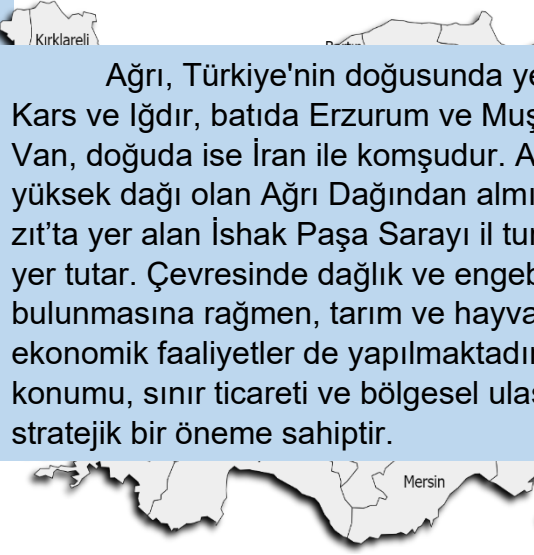 Kırklareli
Ağrı, Türkiye'nin doğusunda
Kars ve Iğdır, batıda Erzurum ve Muş
Van, doğuda ise İran ile komşudur.
yüksek dağı olan Ağrı Dağından
zıt’ta yer alan İshak Paşa Sarayı il
yer tutar. Çevresinde dağlık ve
bulunmasına rağmen, tarım ve
ekonomik faaliyetler de
konumu, sınır ticareti ve bölgesel
stratejik bir öneme sahiptir.
Mersin